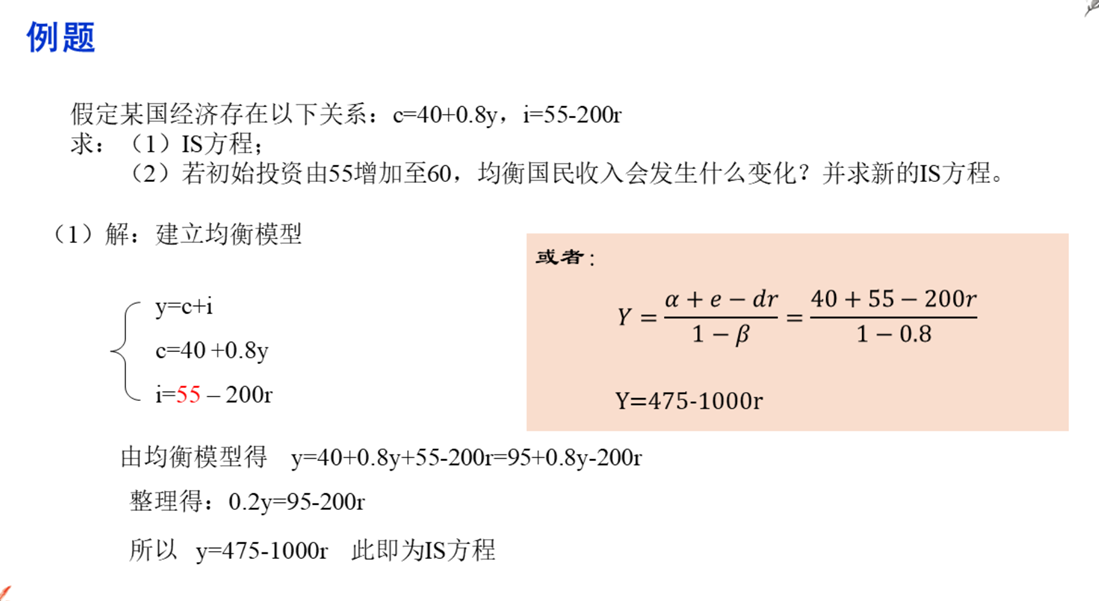 例题
假定某国经济存在以下关系：c=40+0.8y，i=55-200r
求：（1）IS方程；
（2）若初始投资由55增加至60，均衡国民收入会发生什么变化？并求新的IS方程。
（1）解：建立均衡模型
y=c+i
c=40 +0.8y
i=55 – 200r
或者：
Y = (α + e − dr)/(1 − β) = (40 + 55 − 200r)/(1 − 0.8)
Y=475-1000r
由均衡模型得 y=40+0.8y+55-200r=95+0.8y-200r
整理得：0.2y=95-200r
所以 y=475-1000r 此即为IS方程